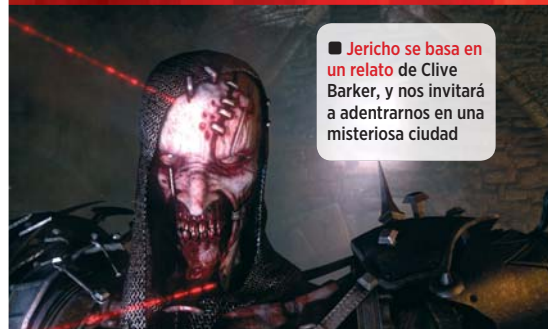 ■ Jericho se basa en
un relato de Clive
Barker, y nos invitará
a adentrarnos en una
misteriosa ciudad